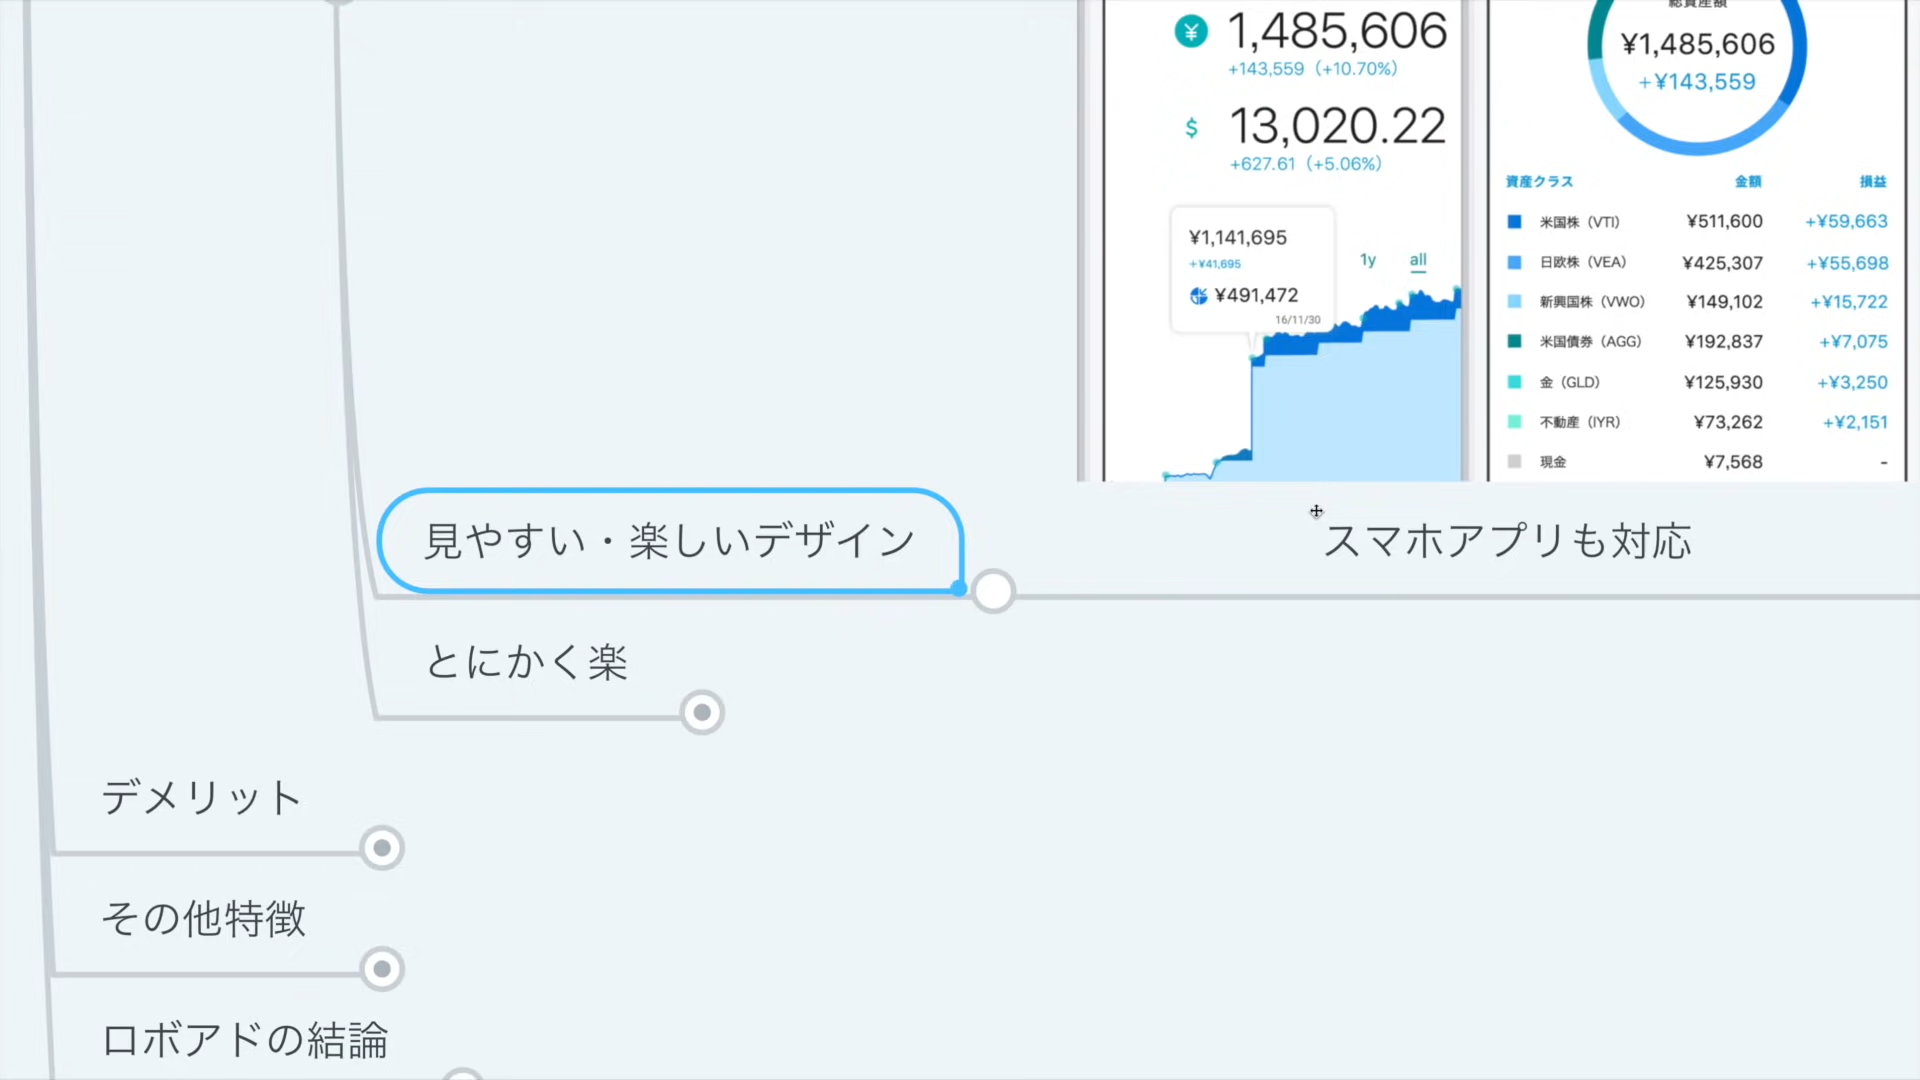 ¥ 1,485,606
+143,559（+10.70%）
$ 13,020.22
+627.61（+5.06%）
¥1,141,695
+¥41,695
¥491,472
16/11/30
1y all
総資産額
¥1,485,606
+¥143,559
資産クラス 金額 損益
米国株（VTI） ¥511,600 +¥59,663
日欧株（VEA） ¥425,307 +¥55,698
新興国株（VWO） ¥149,102 +¥15,722
米国債券（AGG） ¥192,837 +¥7,075
金（GLD） ¥125,930 +¥3,250
不動産（IYR） ¥73,262 +¥2,151
現金 ¥7,568 -
見やすい・楽しいデザイン
スマホアプリも対応
とにかく楽
デメリット
その他特徴
ロボアドの結論